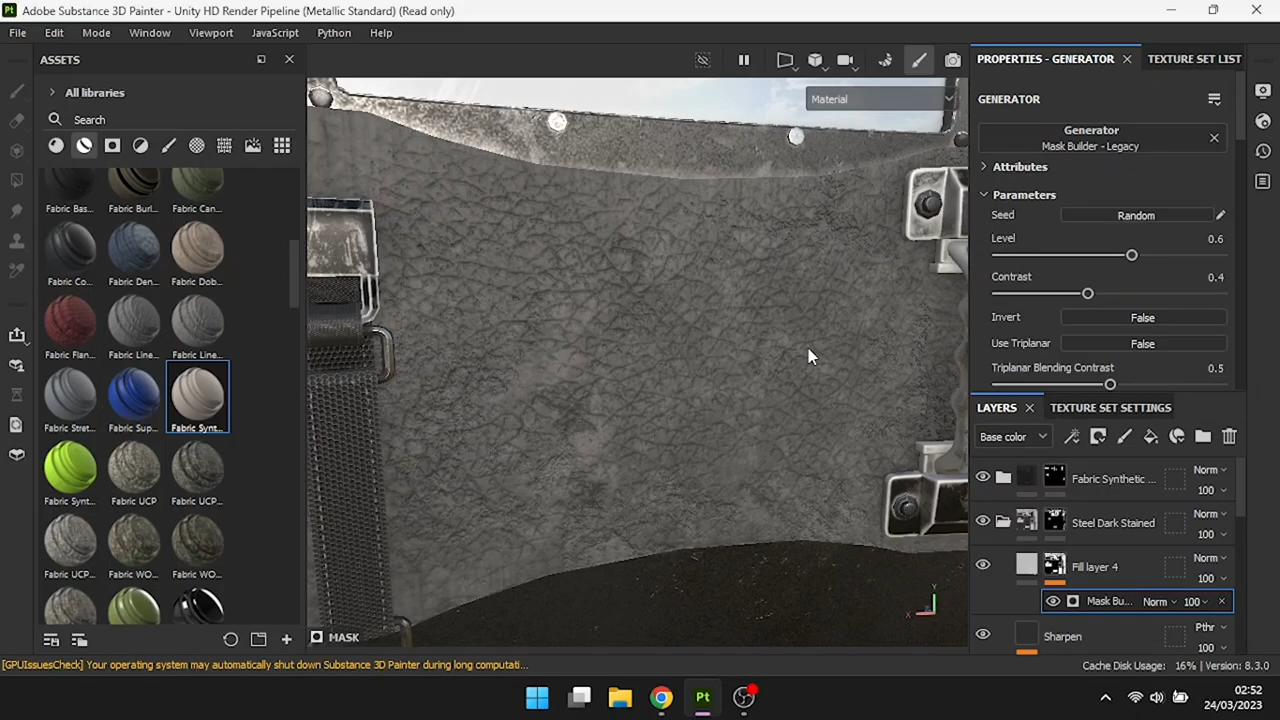 Pt Adobe Substance 3D Painter - Unity HD Render Pipeline (Metallic Standard) (Read only)
File Edit Mode Window Viewport JavaScript Python Help
ASSETS
All libraries
Search
Fabric Bas... Fabric Burl... Fabric Can...
Fabric Co... Fabric Den... Fabric Dob...
Fabric Flan... Fabric Line... Fabric Line...
Fabric Stret... Fabric Sup... Fabric Synt...
Fabric Synt... Fabric UCP Fabric UCP...
Fabric UCP... Fabric WO... Fabric WO...
Material
MASK
Y
X
PROPERTIES - GENERATOR TEXTURE SET LIST
GENERATOR
Generator
Mask Builder - Legacy
Attributes
Parameters
Seed Random
Level 0.6
Contrast 0.4
Invert False
Use Triplanar False
Triplanar Blending Contrast 0.5
LAYERS TEXTURE SET SETTINGS
Base color
Fabric Synthetic ... Norm
100
Steel Dark Stained Norm
100
Fill layer 4 Norm
100
Mask Bu... Norm 100
Sharpen Pthr
100
[GPUIssuesCheck] Your operating system may automatically shut down Substance 3D Painter during long computati...
Cache Disk Usage: 16% | Version: 8.3.0
Pt
02:52
24/03/2023